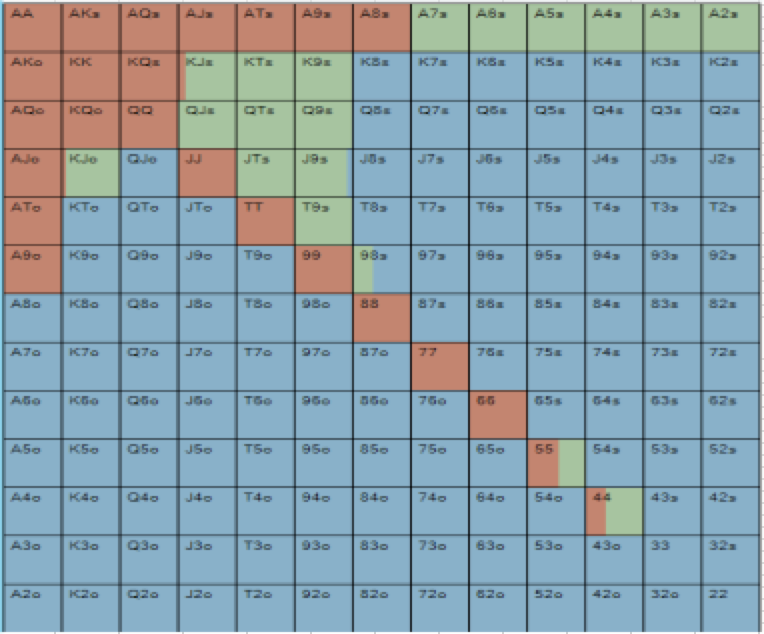 AA AKs AQs AJs ATs A9s A8s A7s A6s A5s A4s A3s A2s
AKo KK KQs KJs KTs K9s K8s K7s K6s K5s K4s K3s K2s
AQo KQo QQ QJs QTs Q9s Q8s Q7s Q6s Q5s Q4s Q3s Q2s
AJo KJo QJo JJ JTs J9s J8s J7s J6s J5s J4s J3s J2s
ATo KTo QTo JTo TT T9s T8s T7s T6s T5s T4s T3s T2s
A9o K9o Q9o J9o T9o 99 98s 97s 96s 95s 94s 93s 92s
A8o K8o Q8o J8o T8o 98o 88 87s 86s 85s 84s 83s 82s
A7o K7o Q7o J7o T7o 97o 87o 77 76s 75s 74s 73s 72s
A6o K6o Q6o J6o T6o 96o 86o 76o 66 65s 64s 63s 62s
A5o K5o Q5o J5o T5o 95o 85o 75o 65o 55 54s 53s 52s
A4o K4o Q4o J4o T4o 94o 84o 74o 64o 54o 44 43s 42s
A3o K3o Q3o J3o T3o 93o 83o 73o 63o 53o 43o 33 32s
A2o K2o Q2o J2o T2o 92o 82o 72o 62o 52o 42o 32o 22